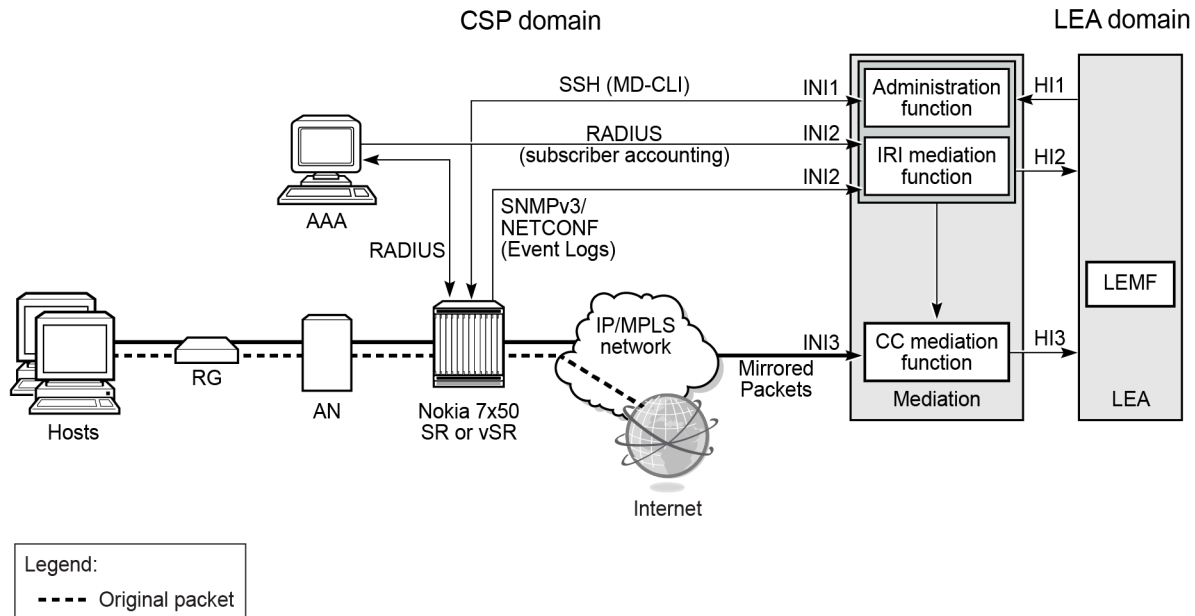 CSP domain
LEA domain
SSH (MD-CLI)
INI1
Administration
function
HI1
RADIUS
(subscriber accounting)
INI2
IRI mediation
function
HI2
INI2
AAA
SNMPv3/
NETCONF
(Event Logs)
RADIUS
LEMF
IP/MPLS
network
INI3
CC mediation
function
HI3
Mirrored
Packets
RG
AN
Hosts
Nokia 7x50
SR or vSR
Mediation
LEA
Internet
Legend:
Original packet